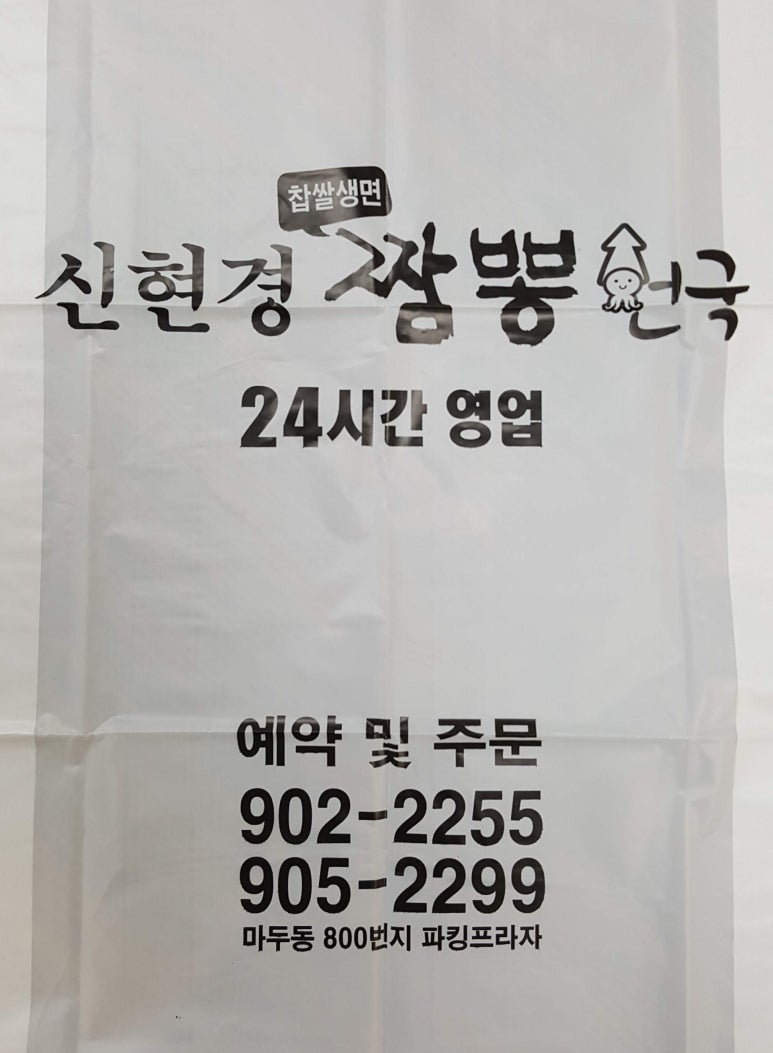 찹쌀생면
신현경 짬뽕 천국
24시간 영업
예약 및 주문
902-2255
905-2299
마두동 800번지 파킹프라자